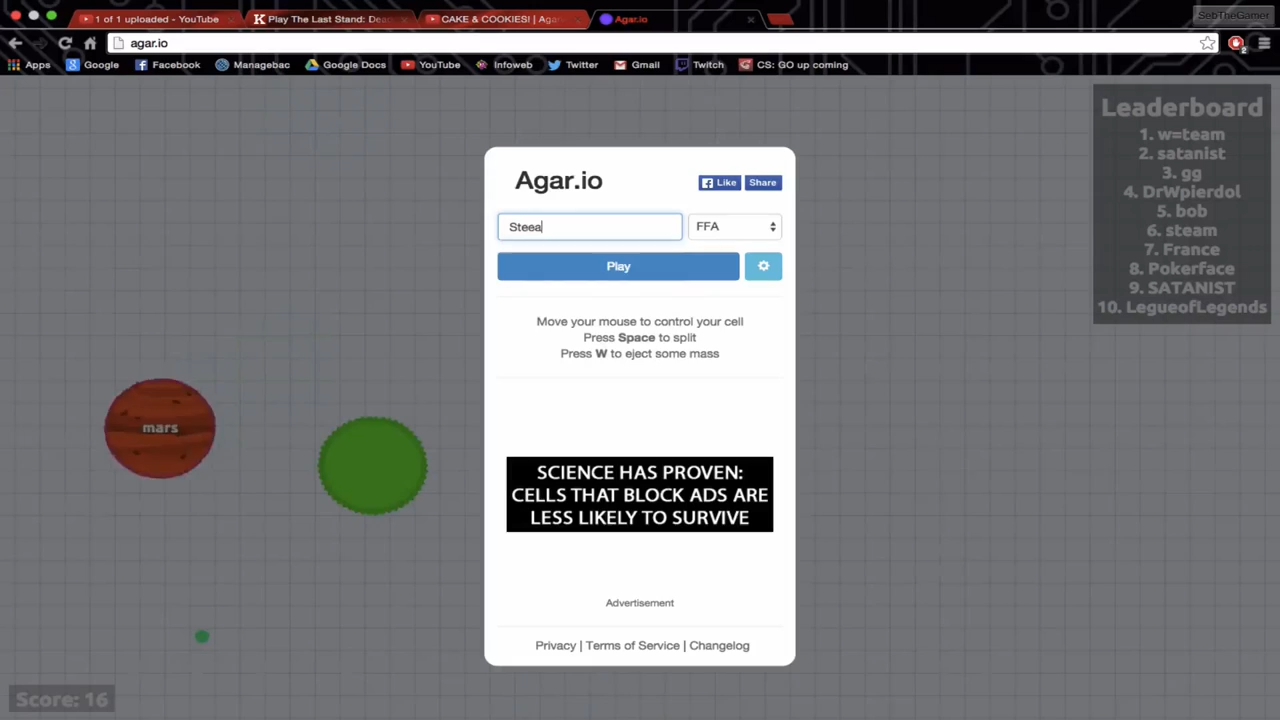 1 of 1 uploaded - YouTube
Play The Last Stand: Dea
CAKE & COOKIES! | Aga
Agar.io
SebTheGamer
agar.io
2
Apps
Google
Facebook
Managebac
Google Docs
YouTube
Infoweb
Twitter
Gmail
Twitch
CS: GO up coming
Leaderboard
1. w=team
2. satanist
3. gg
4. DrWpierdol
5. bob
6. steam
7. France
8. Pokerface
9. SATANIST
10. LegueofLegends
Agar.io
Like
Share
Steea
FFA
Play
Move your mouse to control your cell
Press Space to split
Press W to eject some mass
mars
SCIENCE HAS PROVEN:
CELLS THAT BLOCK ADS ARE
LESS LIKELY TO SURVIVE
Advertisement
Privacy | Terms of Service | Changelog
Score: 16